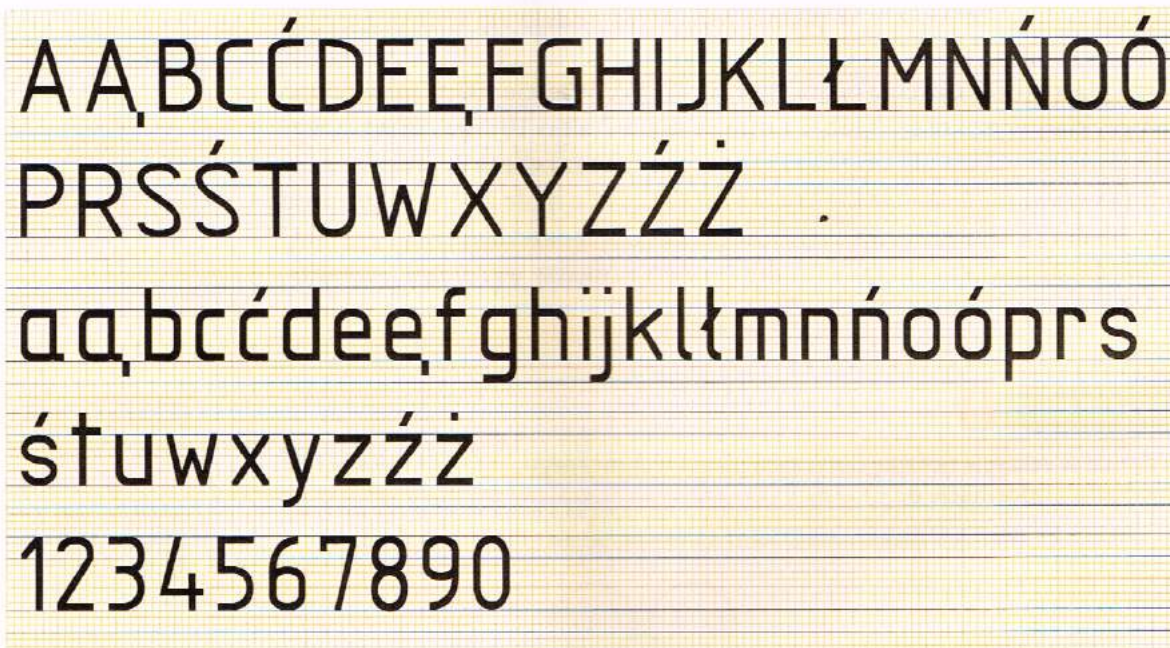 AĄBCĆDEĘFGHIJKLŁMNŃOÓ
PRSŚTUWXYZŹŻ
aąbcćdeęfghijklłmnńoóprs
śtuwxyzźż
1234567890